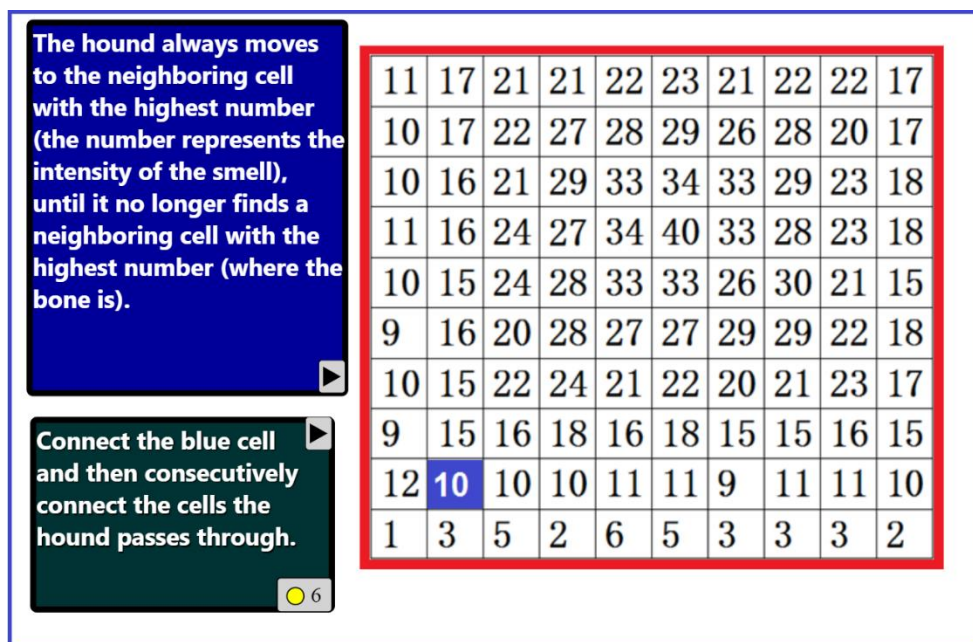 The hound always moves
to the neighboring cell
with the highest number
(the number represents the
intensity of the smell),
until it no longer finds a
neighboring cell with the
highest number (where the
bone is).
Connect the blue cell
and then consecutively
connect the cells the
hound passes through.
6
11 17 21 21 22 23 21 22 22 17
10 17 22 27 28 29 26 28 20 17
10 16 21 29 33 34 33 29 23 18
11 16 24 27 34 40 33 28 23 18
10 15 24 28 33 33 26 30 21 15
9 16 20 28 27 27 29 29 22 18
10 15 22 24 21 22 20 21 23 17
9 15 16 18 16 18 15 15 16 15
12 10 10 10 11 11 9 11 11 10
1 3 5 2 6 5 3 3 3 2